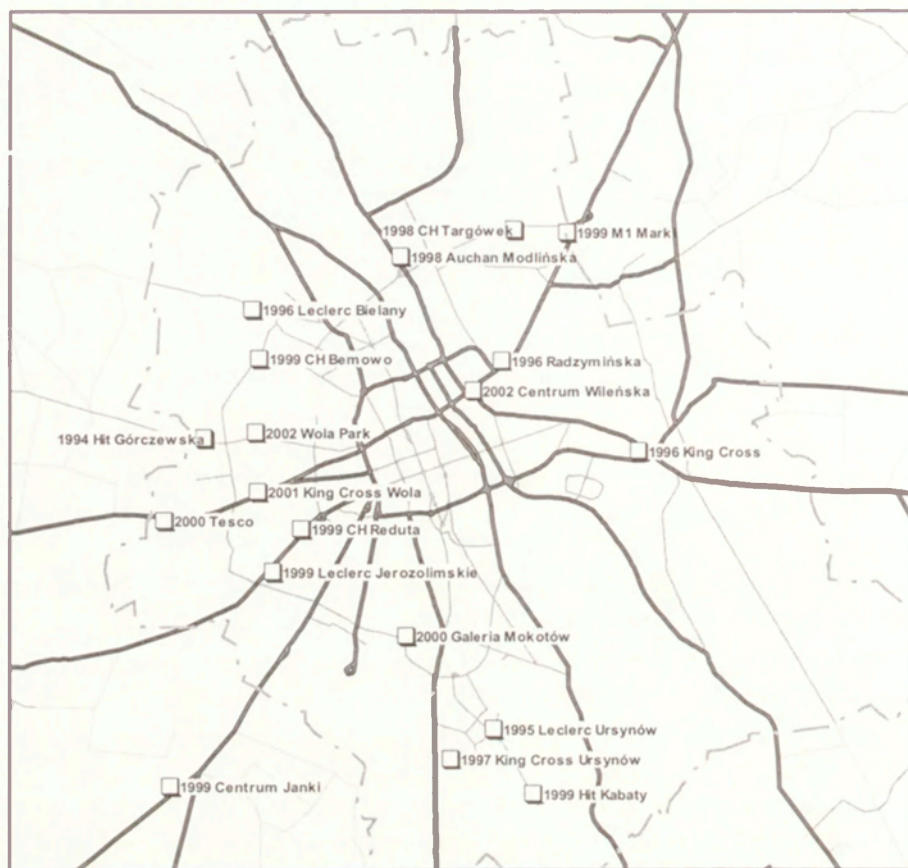 1998 CH Targówek
1999 M1 Marki
1998 Auchan Modlińska
1996 Leclerc Bielany
1999 CH Bemowo
1996 Radzymińska
2002 Centrum Wileńska
2002 Wola Park
1994 Hit Górczewska
1996 King Cross
2001 King Cross Wola
2000 Tesco
1999 CH Reduta
1999 Leclerc Jerozolimskie
2000 Galeria Mokotów
1995 Leclerc Ursynów
1997 King Cross Ursynów
1999 Centrum Janki
1999 Hit Kabaty